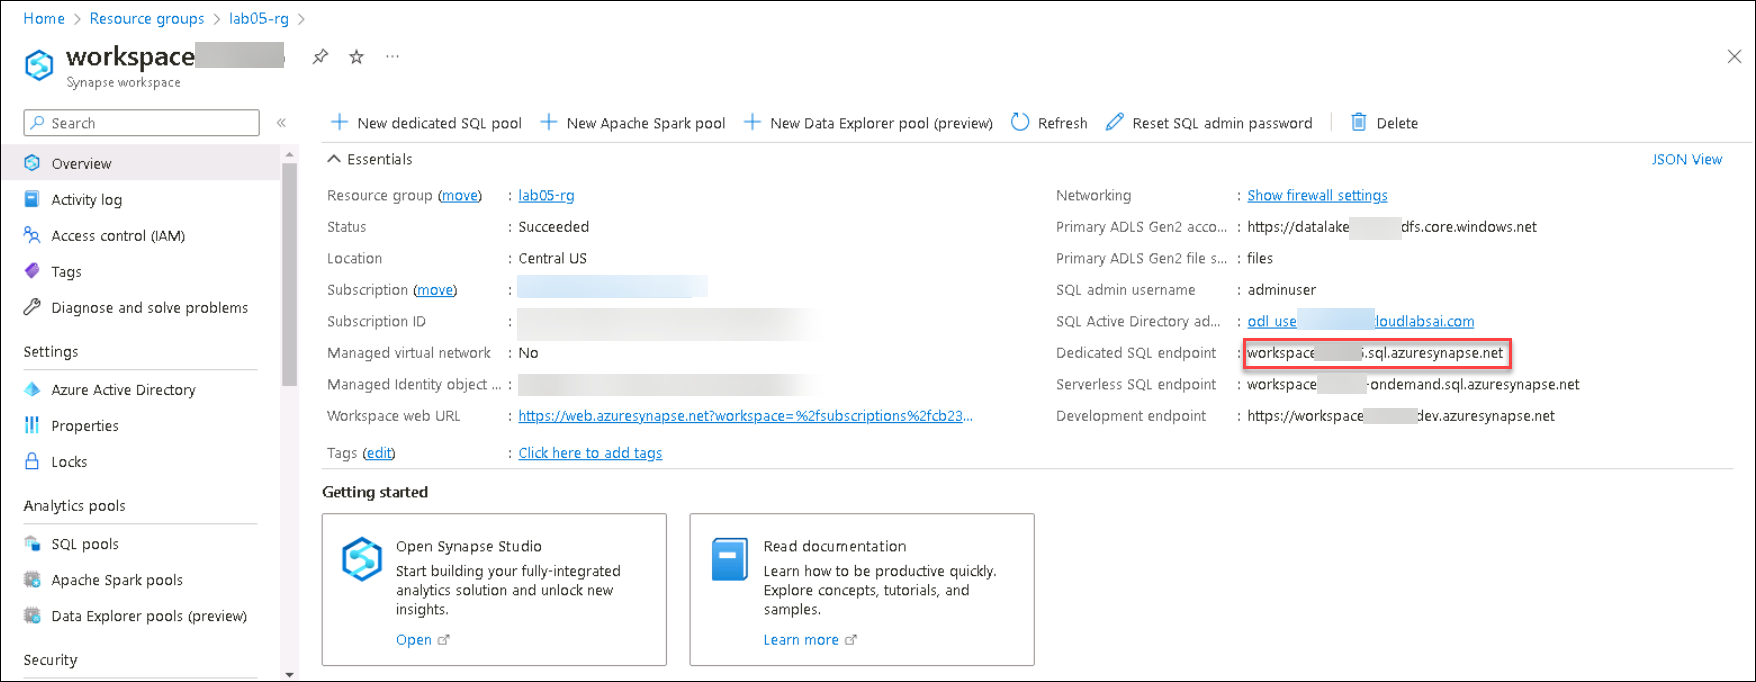 Home > Resource groups > lab05-rg >
workspace
Synapse workspace
Search
Overview
Activity log
Access control (IAM)
Tags
Diagnose and solve problems
Settings
Azure Active Directory
Properties
Locks
Analytics pools
SQL pools
Apache Spark pools
Data Explorer pools (preview)
Security
New dedicated SQL pool
New Apache Spark pool
New Data Explorer pool (preview)
Refresh
Reset SQL admin password
Delete
Essentials
JSON View
Resource group (move) : lab05-rg
Status : Succeeded
Location : Central US
Subscription (move) :
Subscription ID :
Managed virtual network : No
Managed Identity object ... :
Workspace web URL : https://web.azuresynapse.net?workspace=%2fsubscriptions%2fcb23...
Tags (edit) : Click here to add tags
Networking : Show firewall settings
Primary ADLS Gen2 acco... : https://datalake dfs.core.windows.net
Primary ADLS Gen2 file s... : files
SQL admin username : adminuser
SQL Active Directory ad... : odl_use loudlabsai.com
Dedicated SQL endpoint : workspace .sql.azuresynapse.net
Serverless SQL endpoint : workspace -ondemand.sql.azuresynapse.net
Development endpoint : https://workspace dev.azuresynapse.net
Getting started
Open Synapse Studio
Start building your fully-integrated
analytics solution and unlock new
insights.
Open
Read documentation
Learn how to be productive quickly.
Explore concepts, tutorials, and
samples.
Learn more